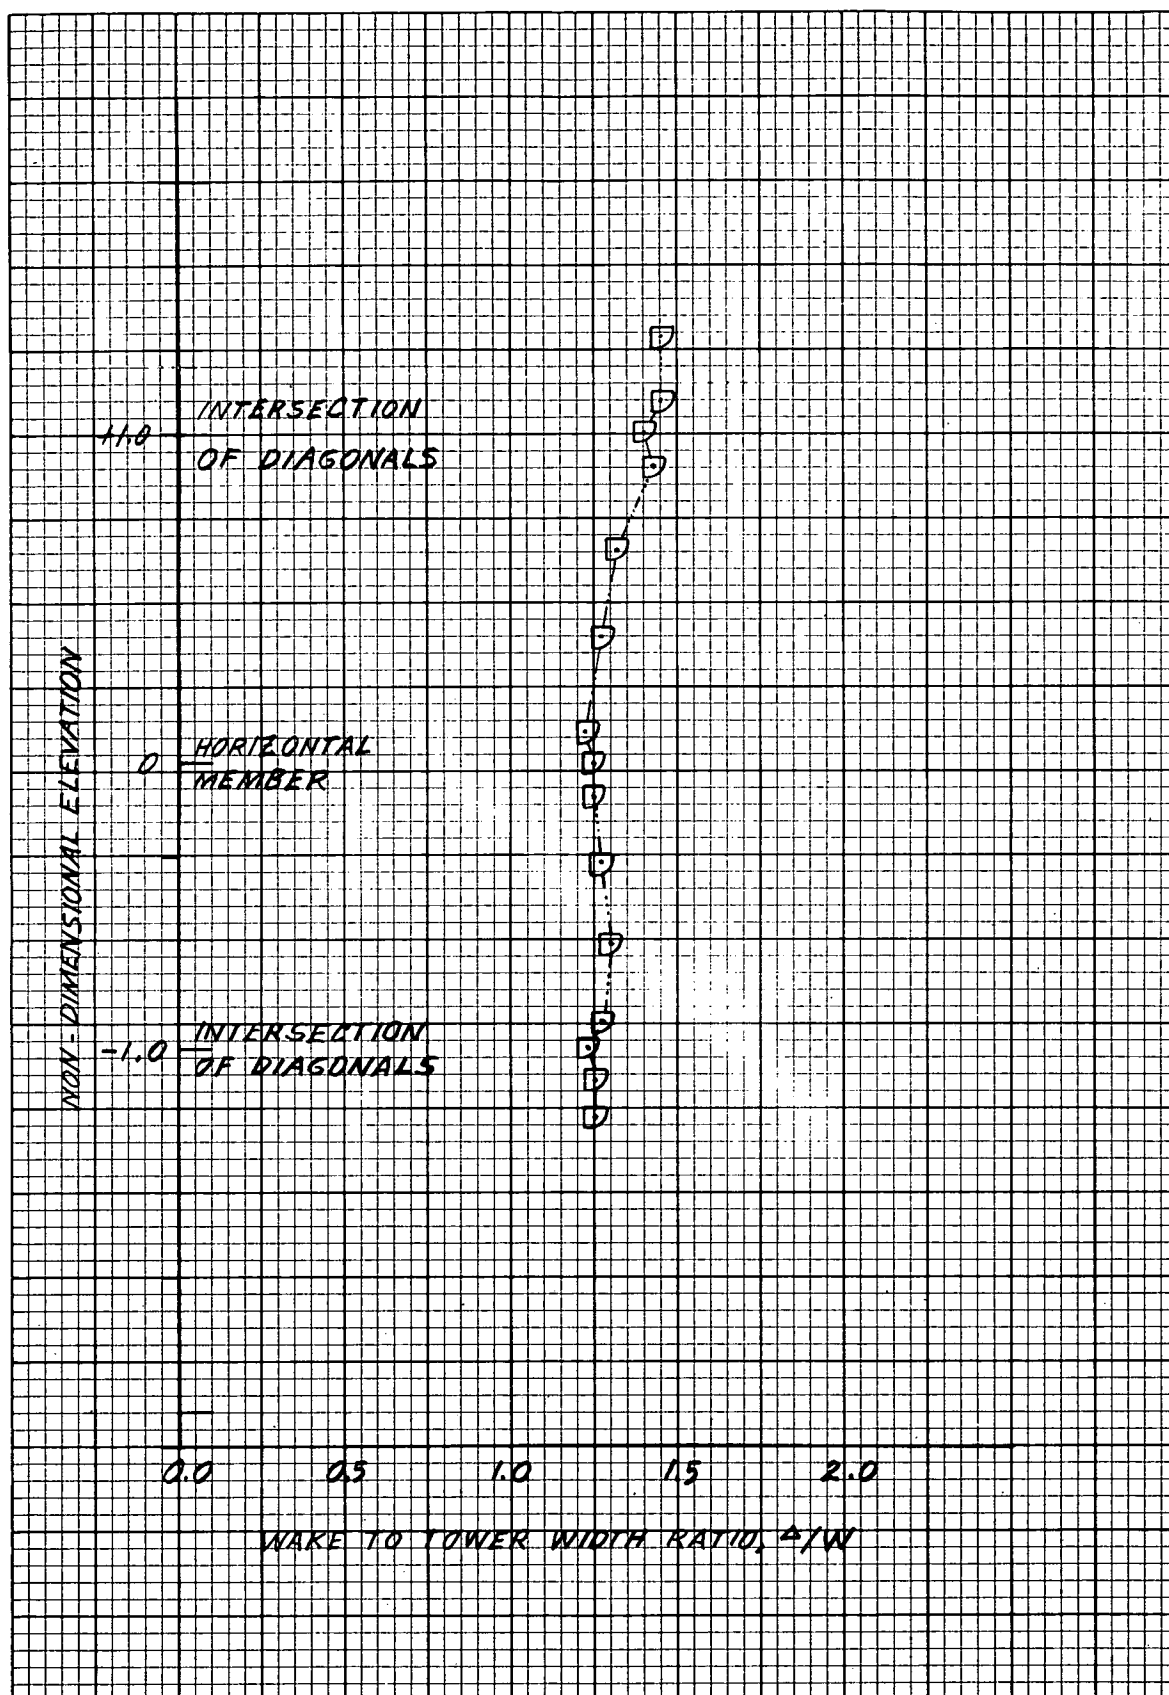 INTERSECTION
+1.0
OF DIAGONALS
HORIZONTAL
0
MEMBER
NON-DIMENSIONAL ELEVATION
INTERSECTION
-1.0
OF DIAGONALS
0.0 0.5 1.0 1.5 2.0
WAKE TO TOWER WIDTH RATIO, Δ/W